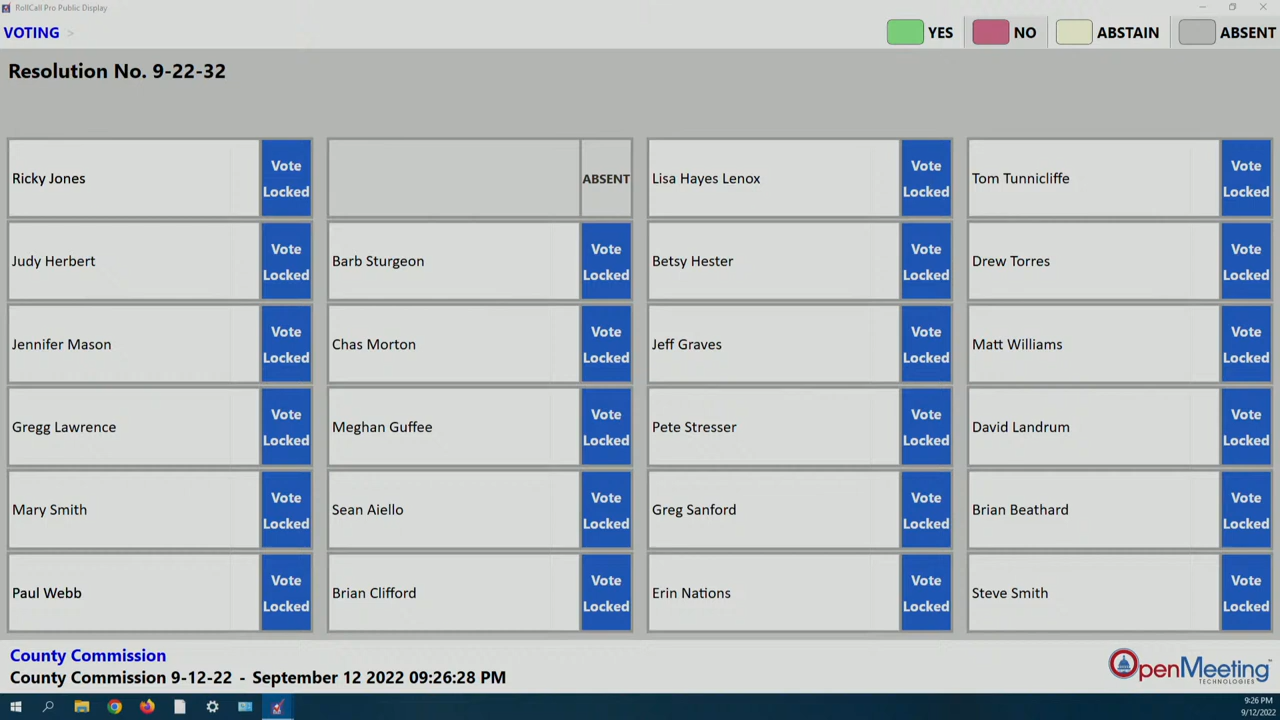 RollCall Pro Public Display
VOTING >
YES
NO
ABSTAIN
ABSENT
Resolution No. 9-22-32
Ricky Jones
Vote
Locked
ABSENT
Lisa Hayes Lenox
Vote
Locked
Tom Tunnicliffe
Vote
Locked
Judy Herbert
Vote
Locked
Barb Sturgeon
Vote
Locked
Betsy Hester
Vote
Locked
Drew Torres
Vote
Locked
Jennifer Mason
Vote
Locked
Chas Morton
Vote
Locked
Jeff Graves
Vote
Locked
Matt Williams
Vote
Locked
Gregg Lawrence
Vote
Locked
Meghan Guffee
Vote
Locked
Pete Stresser
Vote
Locked
David Landrum
Vote
Locked
Mary Smith
Vote
Locked
Sean Aiello
Vote
Locked
Greg Sanford
Vote
Locked
Brian Beathard
Vote
Locked
Paul Webb
Vote
Locked
Brian Clifford
Vote
Locked
Erin Nations
Vote
Locked
Steve Smith
Vote
Locked
County Commission
County Commission 9-12-22 - September 12 2022 09:26:28 PM
OpenMeeting
TECHNOLOGIES
9:26 PM
9/12/2022